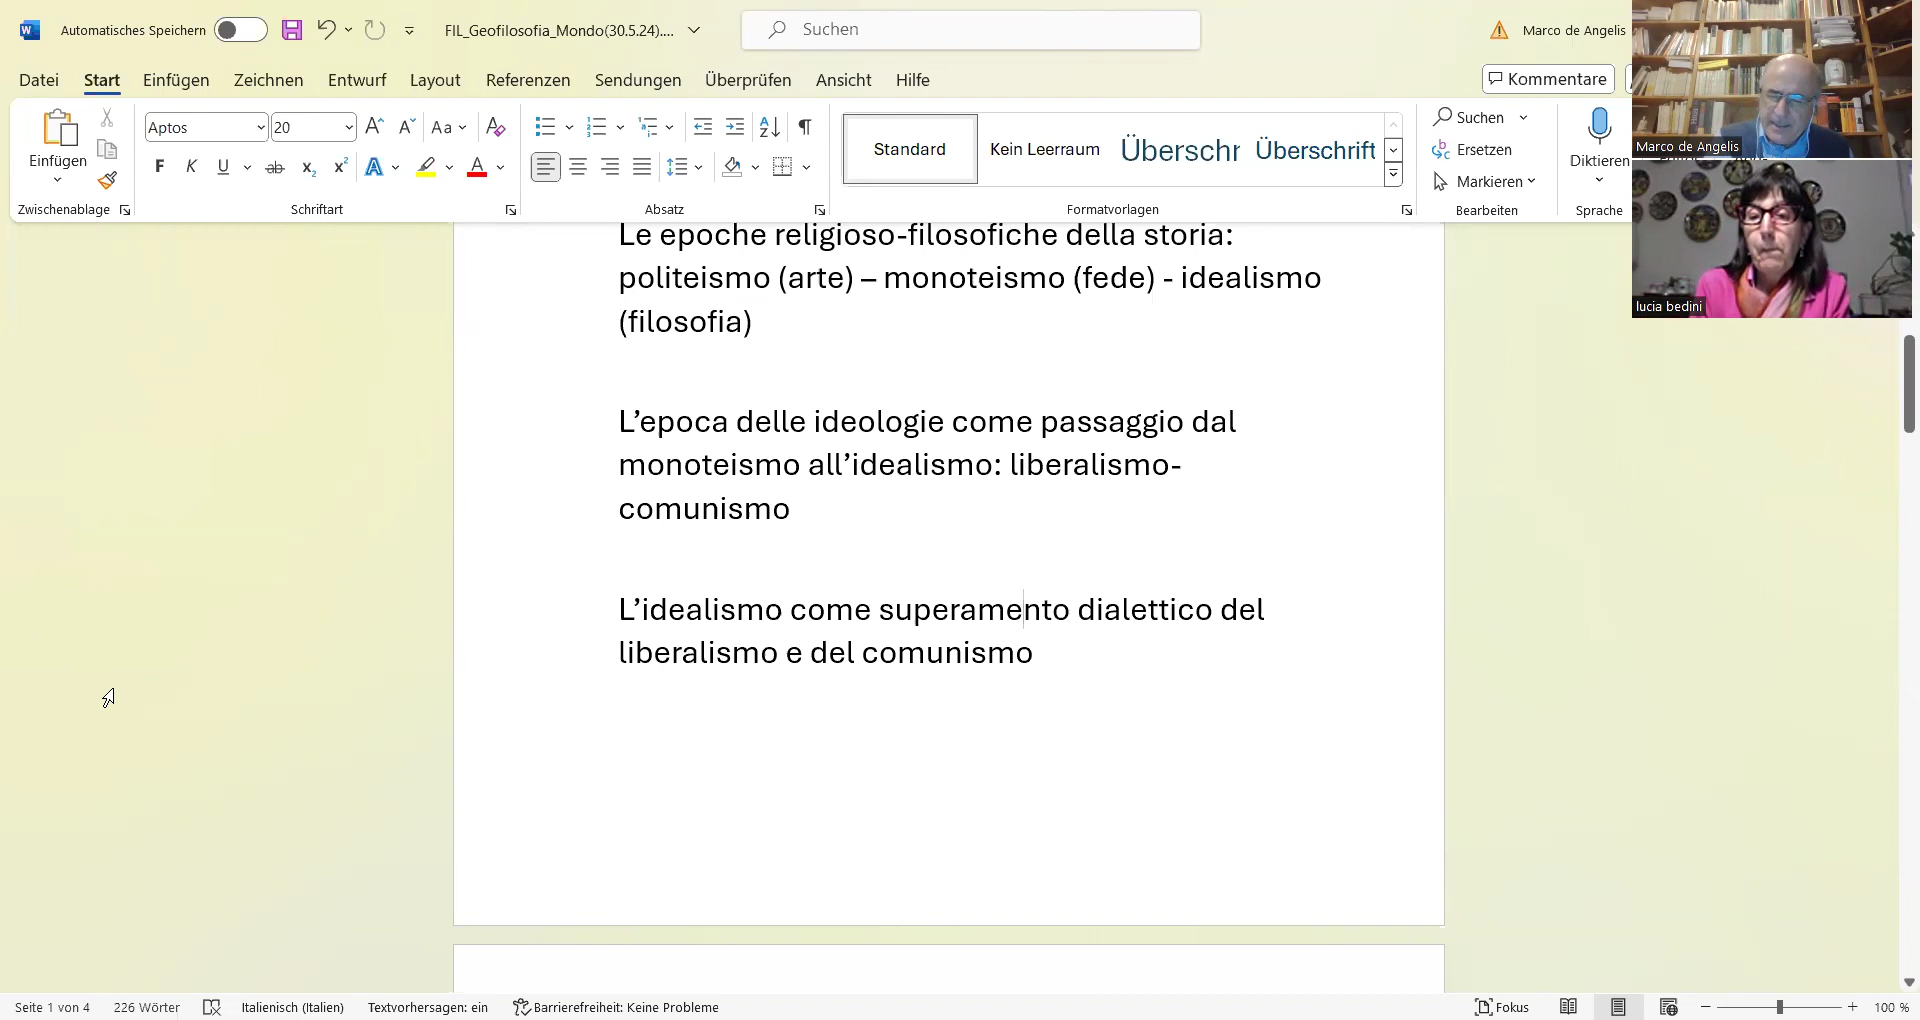 Automatisches Speichern
FIL_Geofilosofia_Mondo(30.5.24)....
Suchen
Marco de Angelis
Datei Start Einfügen Zeichnen Entwurf Layout Referenzen Sendungen Überprüfen Ansicht Hilfe
Kommentare
Einfügen
Zwischenablage
Aptos 20
Aa
F K U ab x₂ x² A A
Schriftart
Absatz
Standard
Kein Leerraum
Überschr
Überschrift
Formatvorlagen
Suchen
Ersetzen
Markieren
Bearbeiten
Diktieren
Sprache
Marco de Angelis
lucia bedini
Le epoche religioso-filosofiche della storia:
politeismo (arte) – monoteismo (fede) - idealismo
(filosofia)
L’epoca delle ideologie come passaggio dal
monoteismo all’idealismo: liberalismo-
comunismo
L’idealismo come superamento dialettico del
liberalismo e del comunismo
Seite 1 von 4 226 Wörter Italienisch (Italien) Textvorhersagen: ein Barrierefreiheit: Keine Probleme
Fokus
100 %